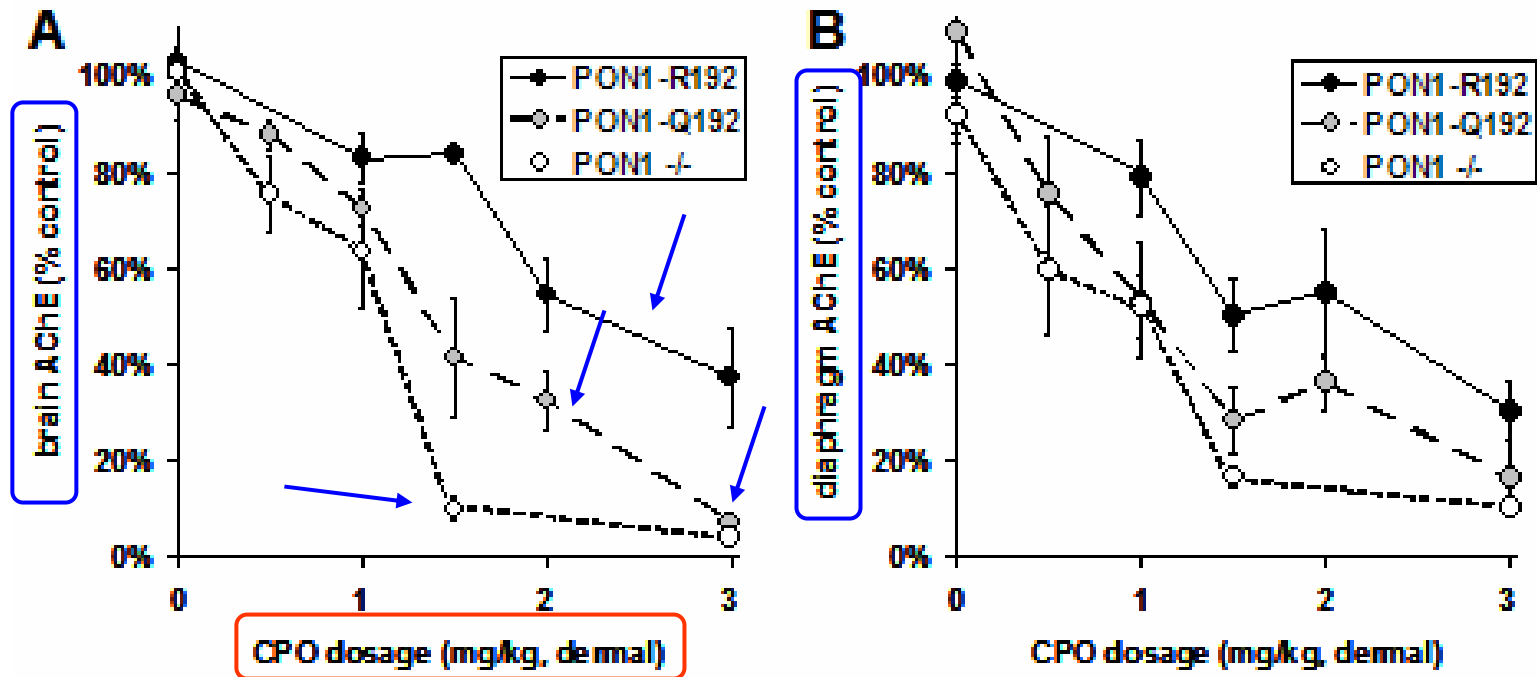 A
brain AChE (% control)
100%
80%
60%
40%
20%
0%
0 1 2 3
CPO dosage (mg/kg, dermal)
PON1-R192
PON1-Q192
PON1 -/-
B
diaphragm AChE (% control)
100%
80%
60%
40%
20%
0%
0 1 2 3
CPO dosage (mg/kg, dermal)
PON1-R192
PON1-Q192
PON1 -/-